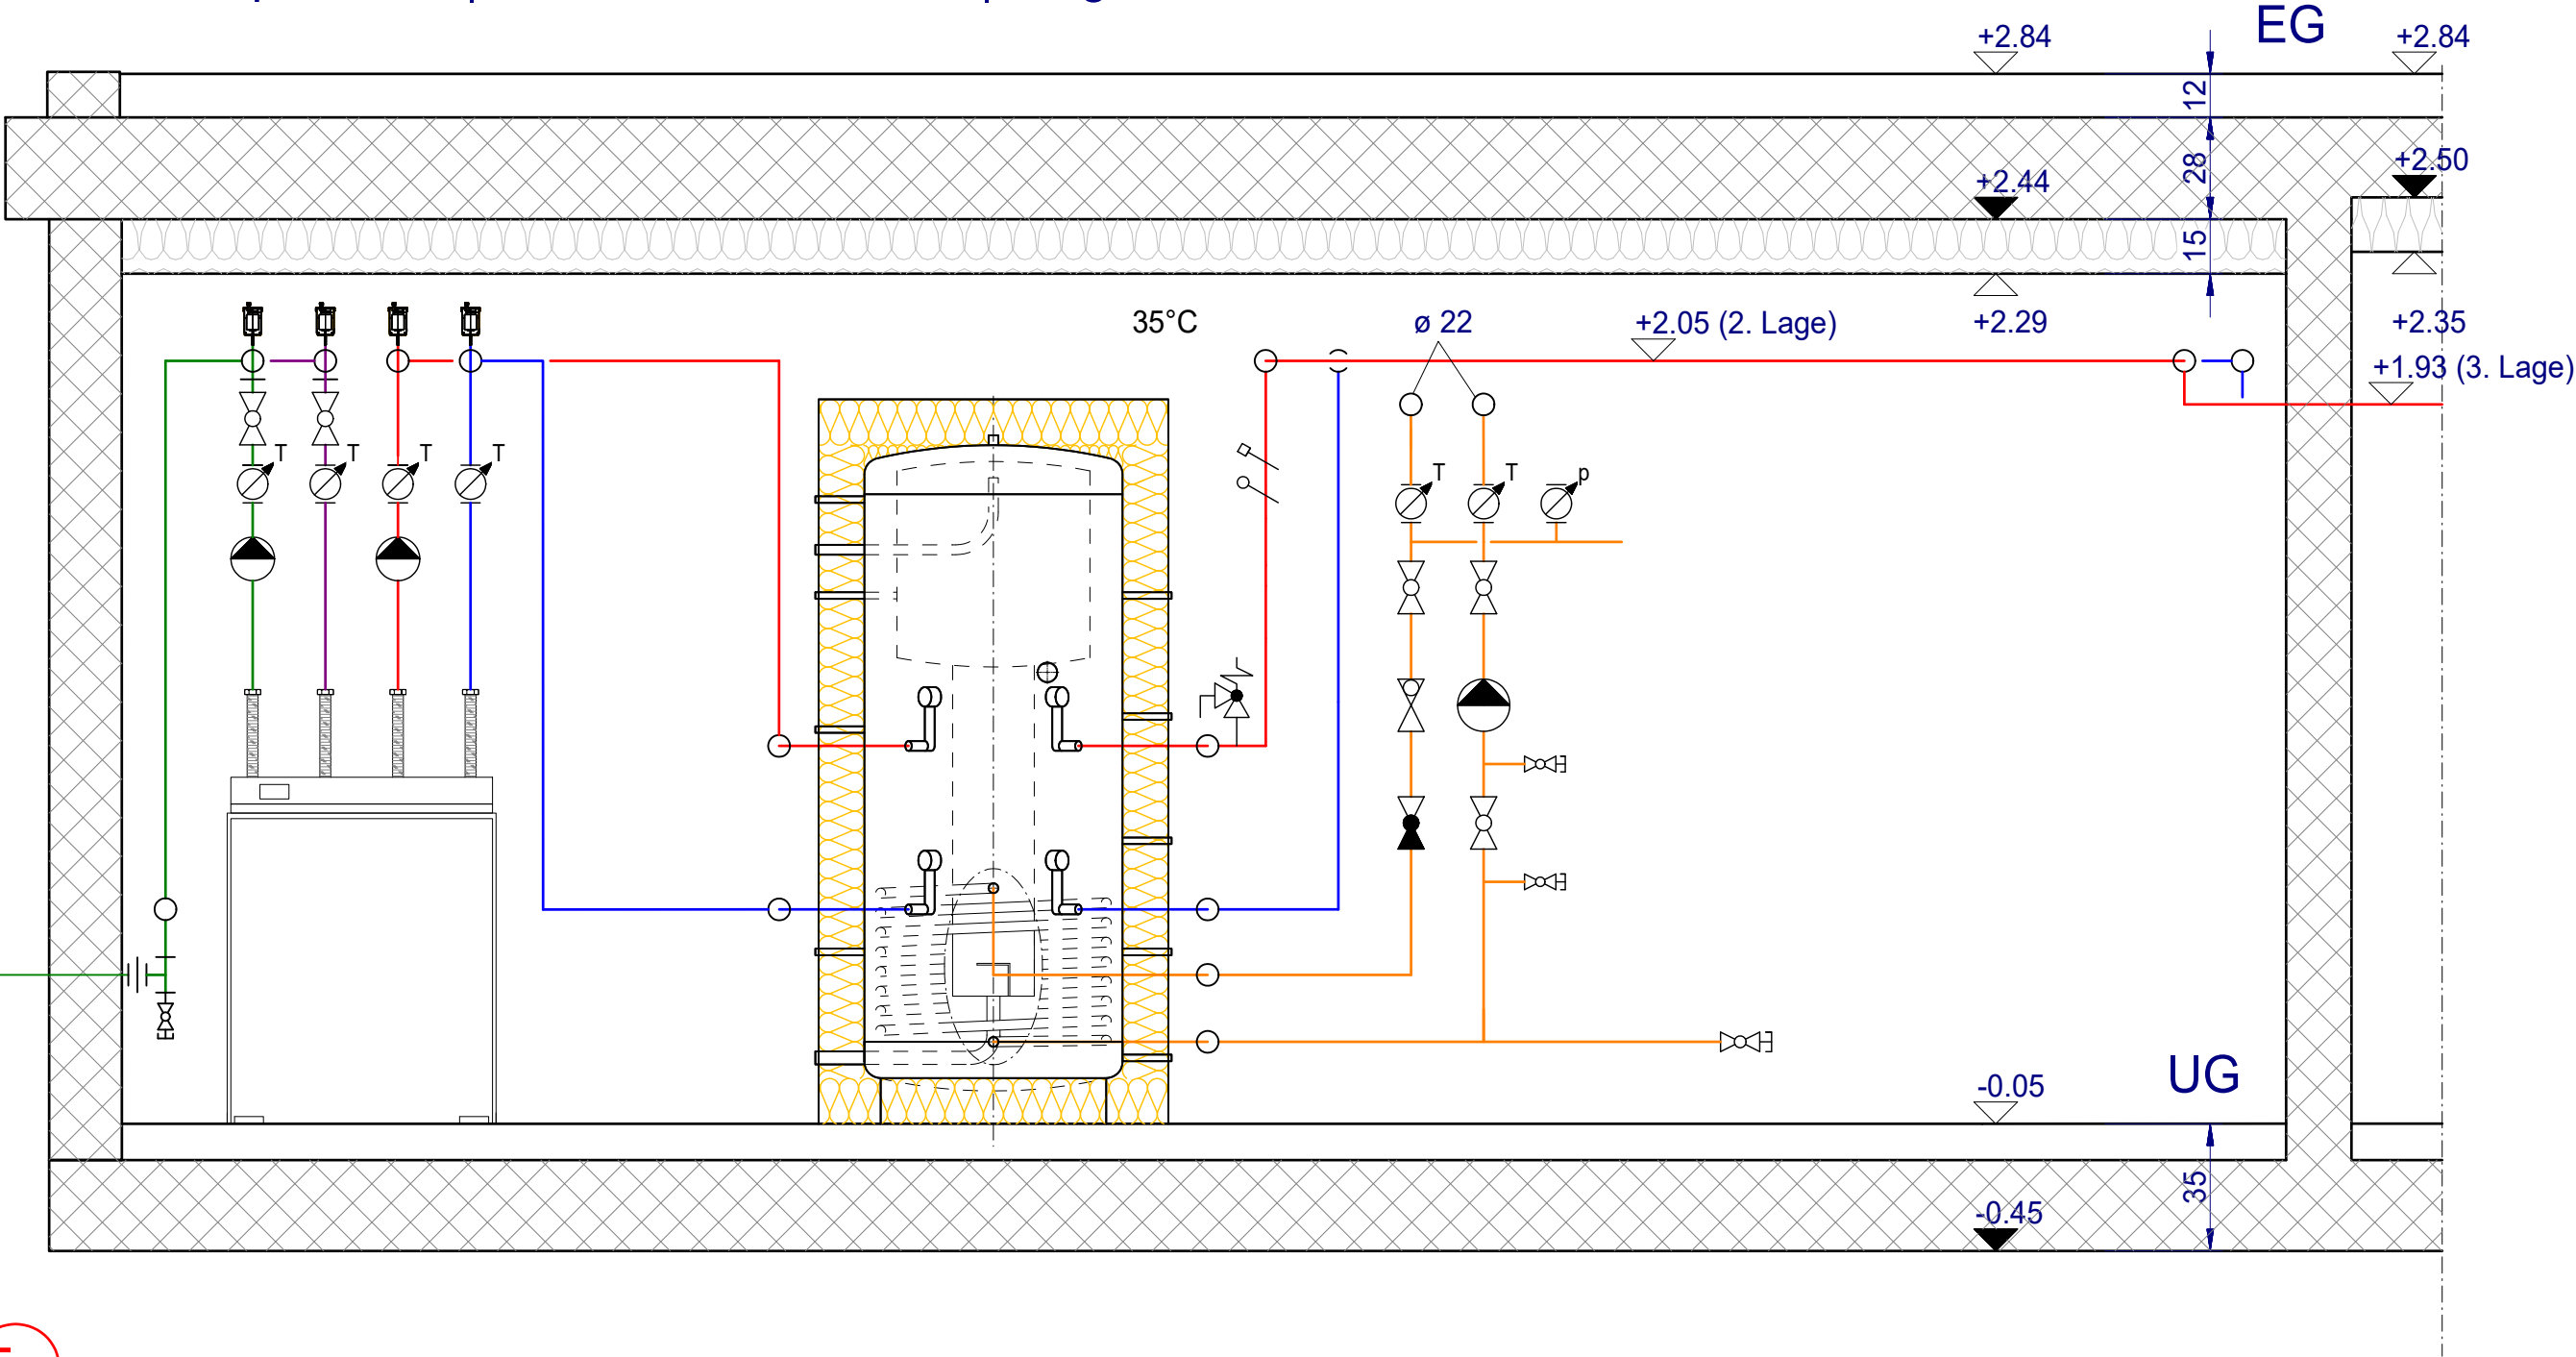 EG
+2.84
+2.84
12
28
+2.50
+2.44
15
35°C
ø 22
+2.05 (2. Lage)
+2.29
+2.35
+1.93 (3. Lage)
T
T
T
T
T
T
p
UG
-0.05
35
-0.45